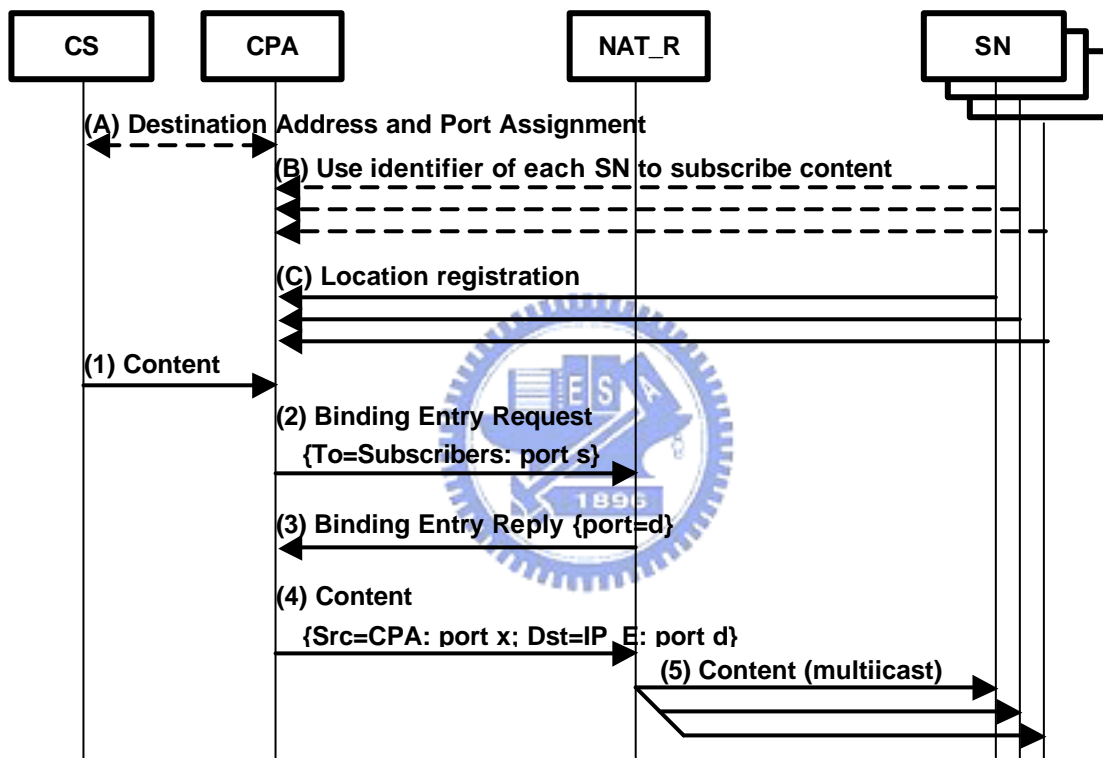 CS
CPA
NAT_R
SN
(A) Destination Address and Port Assignment
(B) Use identifier of each SN to subscribe content
(C) Location registration
(1) Content
(2) Binding Entry Request
{To=Subscribers: port s}
(3) Binding Entry Reply {port=d}
(4) Content
{Src=CPA: port x; Dst=IP_E: port d}
(5) Content (multiicast)
E S A
1896